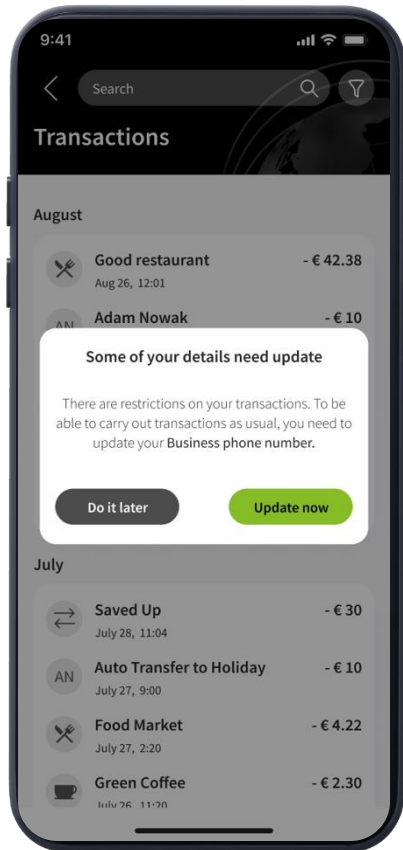 9:41
Search
Transactions
August
Good restaurant - € 42.38
Aug 26, 12:01
AN Adam Nowak - € 10
Some of your details need update
There are restrictions on your transactions. To be
able to carry out transactions as usual, you need to
update your Business phone number.
Do it later Update now
July
Saved Up - € 30
July 28, 11:04
AN Auto Transfer to Holiday - € 10
July 27, 9:00
Food Market - € 4.22
July 27, 2:20
Green Coffee - € 2.30
July 26, 11:20